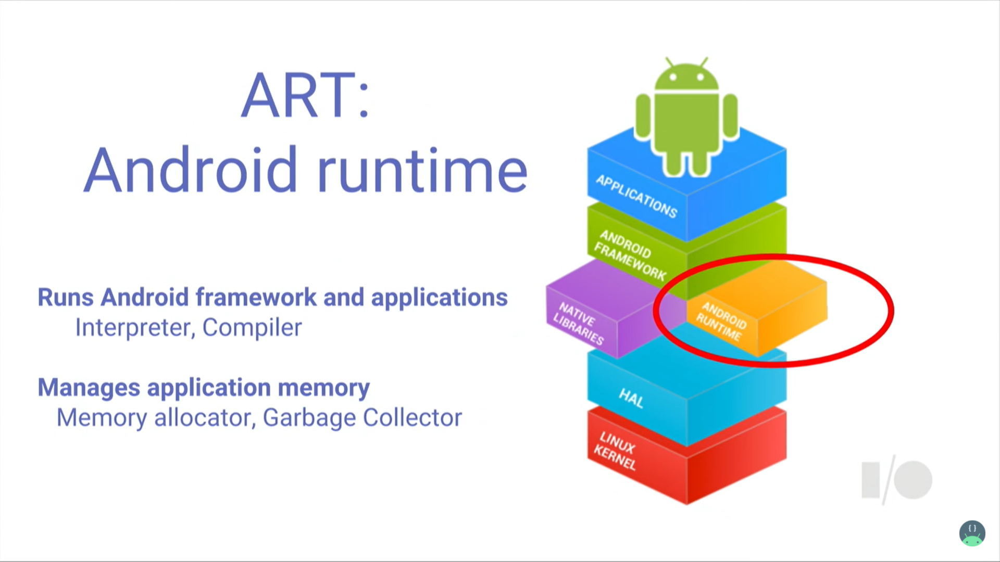 ART:
Android runtime
Runs Android framework and applications
Interpreter, Compiler
Manages application memory
Memory allocator, Garbage Collector
APPLICATIONS
ANDROID
FRAMEWORK
NATIVE
LIBRARIES
ANDROID
RUNTIME
HAL
LINUX
KERNEL
I/O
{ }